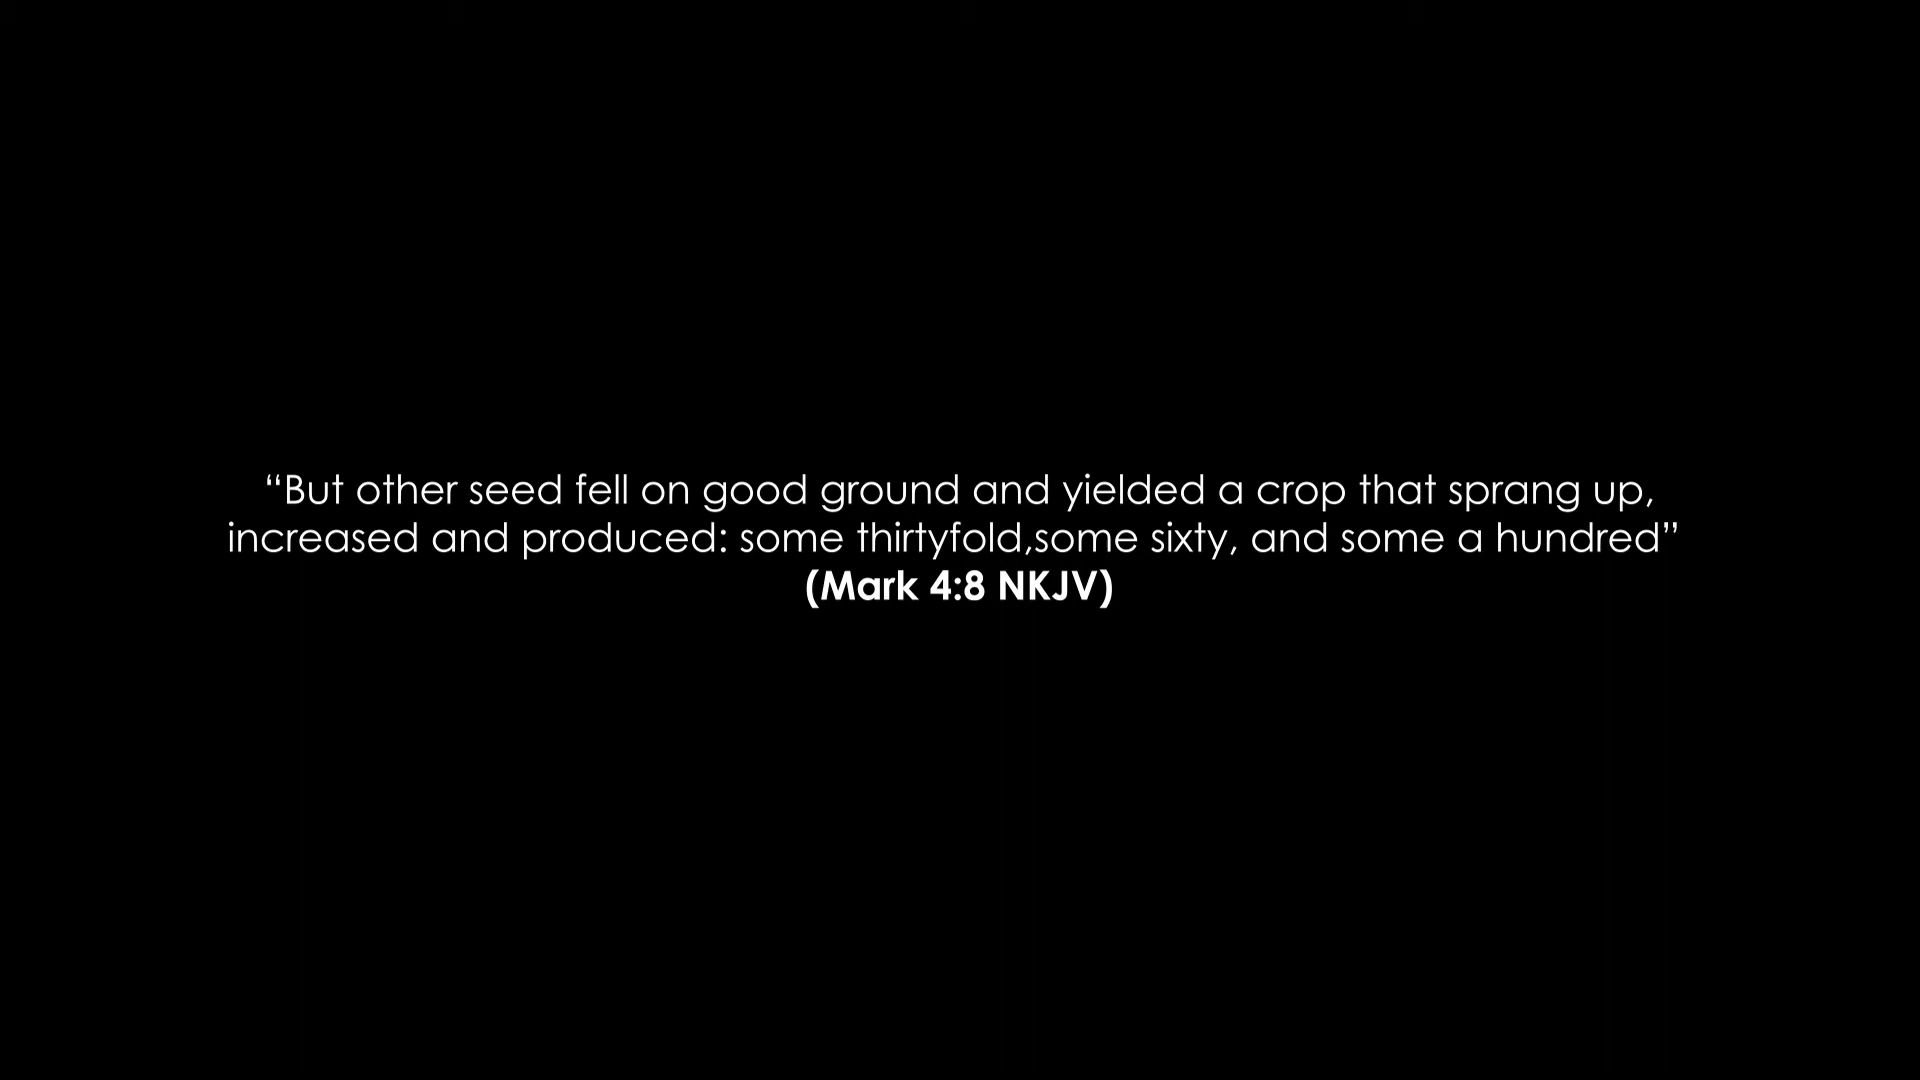 “But other seed fell on good ground and yielded a crop that sprang up,
increased and produced: some thirtyfold,some sixty, and some a hundred”
(Mark 4:8 NKJV)